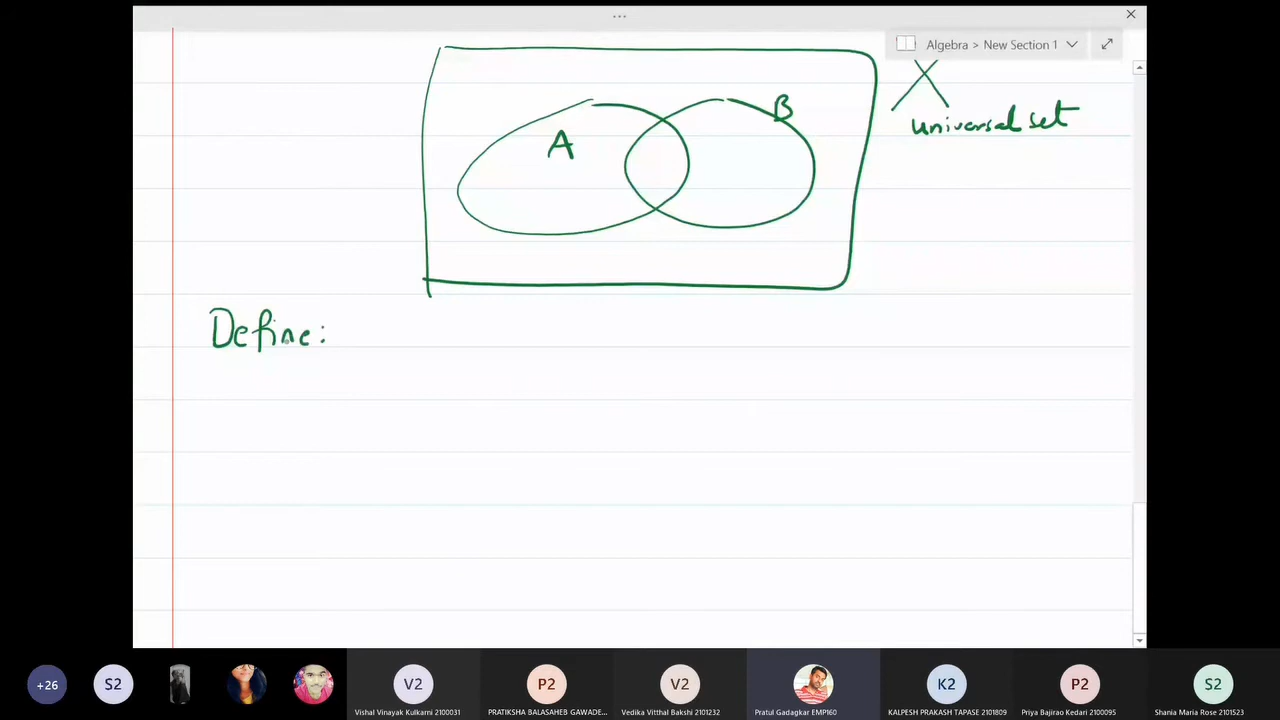 Algebra > New Section 1
X
universal set
A
B
Define:
+26
S2
V2
P2
V2
K2
P2
S2
Vishal Vinayak Kulkarni 2100031
PRATIKSHA BALASAHEB GAWADE...
Vedika Vitthal Bakshi 2101232
Pratul Gadagkar EMP160
KALPESH PRAKASH TAPASE 2101809
Priya Bajirao Kedari 2100095
Shania Maria Rose 2101523